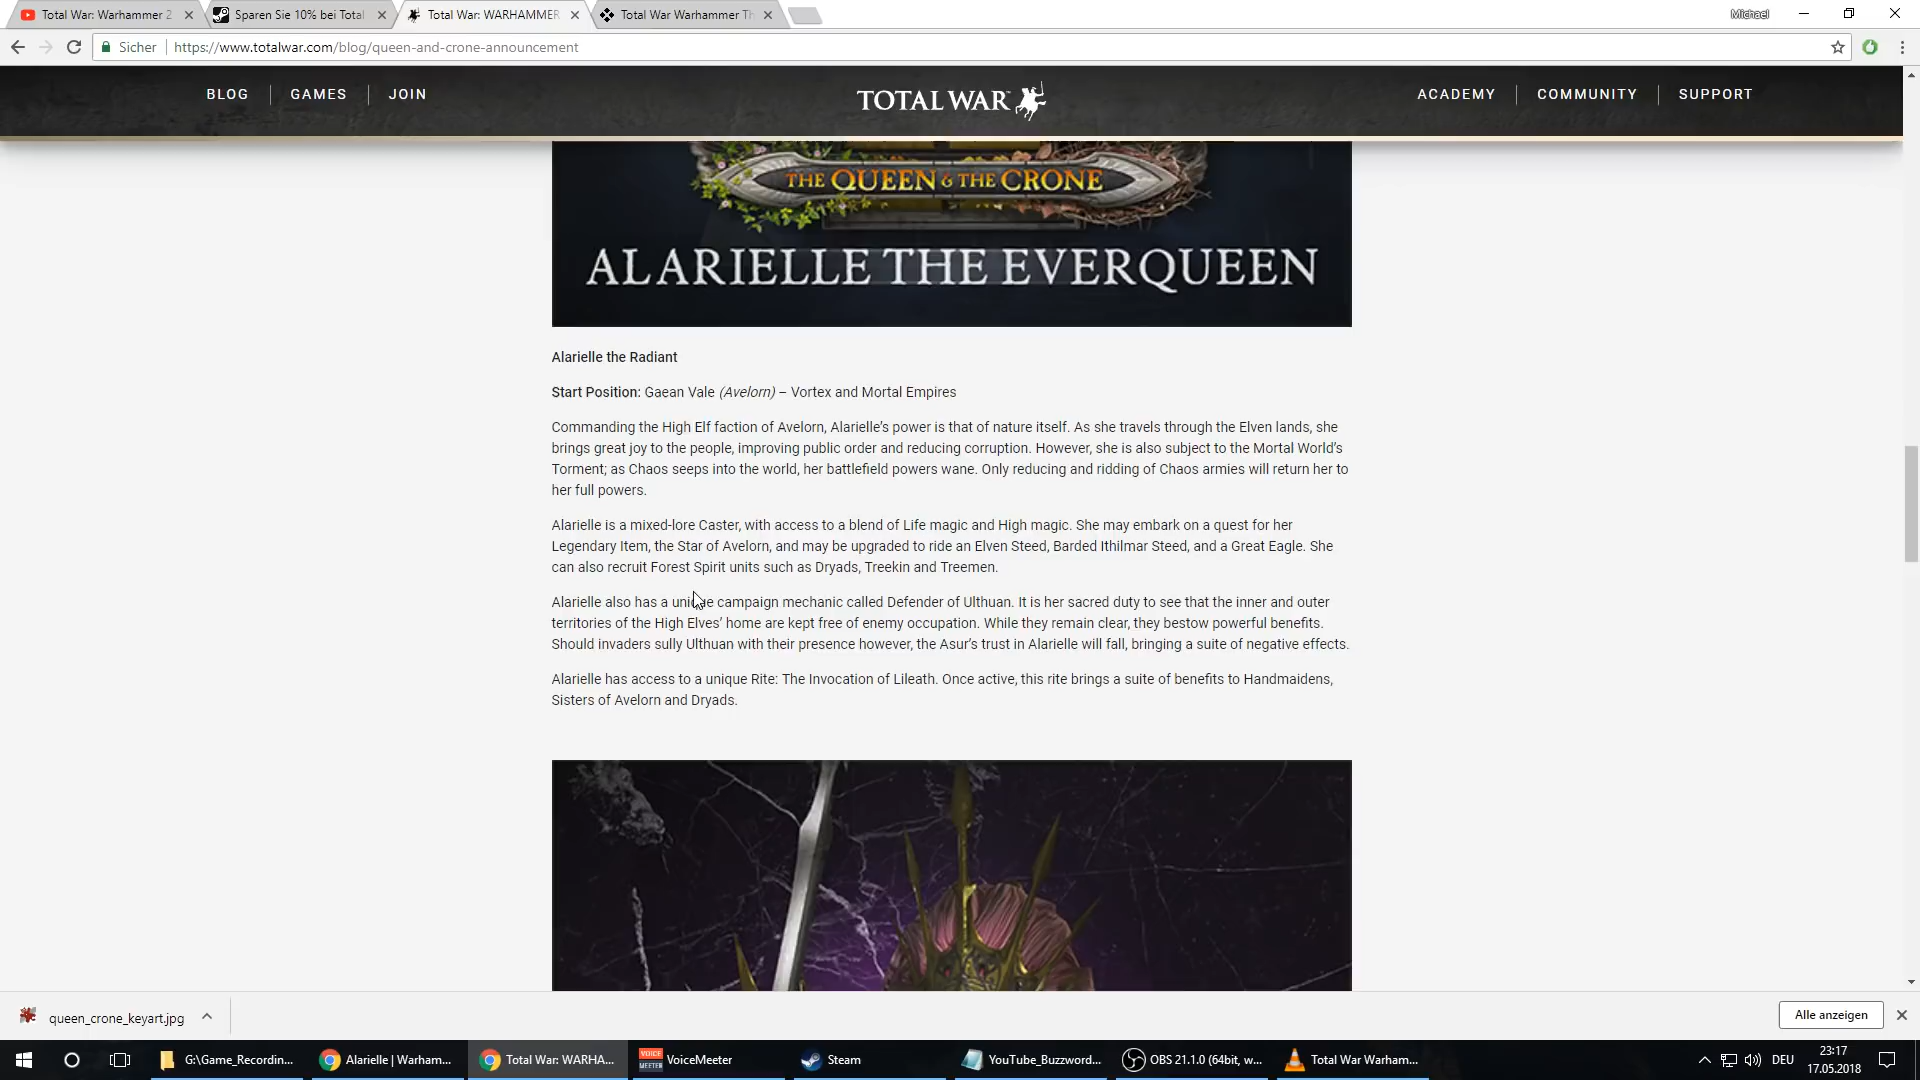 Total War: Warhammer 2
Sparen Sie 10% bei Total
Total War: WARHAMMER
Total War Warhammer Th
Michael
Sicher
https://www.totalwar.com/blog/queen-and-crone-announcement
BLOG
GAMES
JOIN
TOTAL WAR
ACADEMY
COMMUNITY
SUPPORT
THE QUEEN & THE CRONE
ALARIELLE THE EVERQUEEN
Alarielle the Radiant
Start Position: Gaean Vale (Avelorn) – Vortex and Mortal Empires
Commanding the High Elf faction of Avelorn, Alarielle’s power is that of nature itself. As she travels through the Elven lands, she
brings great joy to the people, improving public order and reducing corruption. However, she is also subject to the Mortal World’s
Torment; as Chaos seeps into the world, her battlefield powers wane. Only reducing and ridding of Chaos armies will return her to
her full powers.
Alarielle is a mixed-lore Caster, with access to a blend of Life magic and High magic. She may embark on a quest for her
Legendary Item, the Star of Avelorn, and may be upgraded to ride an Elven Steed, Barded Ithilmar Steed, and a Great Eagle. She
can also recruit Forest Spirit units such as Dryads, Treekin and Treemen.
Alarielle also has a unique campaign mechanic called Defender of Ulthuan. It is her sacred duty to see that the inner and outer
territories of the High Elves’ home are kept free of enemy occupation. While they remain clear, they bestow powerful benefits.
Should invaders sully Ulthuan with their presence however, the Asur’s trust in Alarielle will fall, bringing a suite of negative effects.
Alarielle has access to a unique Rite: The Invocation of Lileath. Once active, this rite brings a suite of benefits to Handmaidens,
Sisters of Avelorn and Dryads.
queen_crone_keyart.jpg
Alle anzeigen
G:\Game_Recordin...
Alarielle | Warham...
Total War: WARHA...
VOICE MEETER
VoiceMeeter
Steam
YouTube_Buzzword...
OBS 21.1.0 (64bit, w...
Total War Warham...
DEU
23:17
17.05.2018